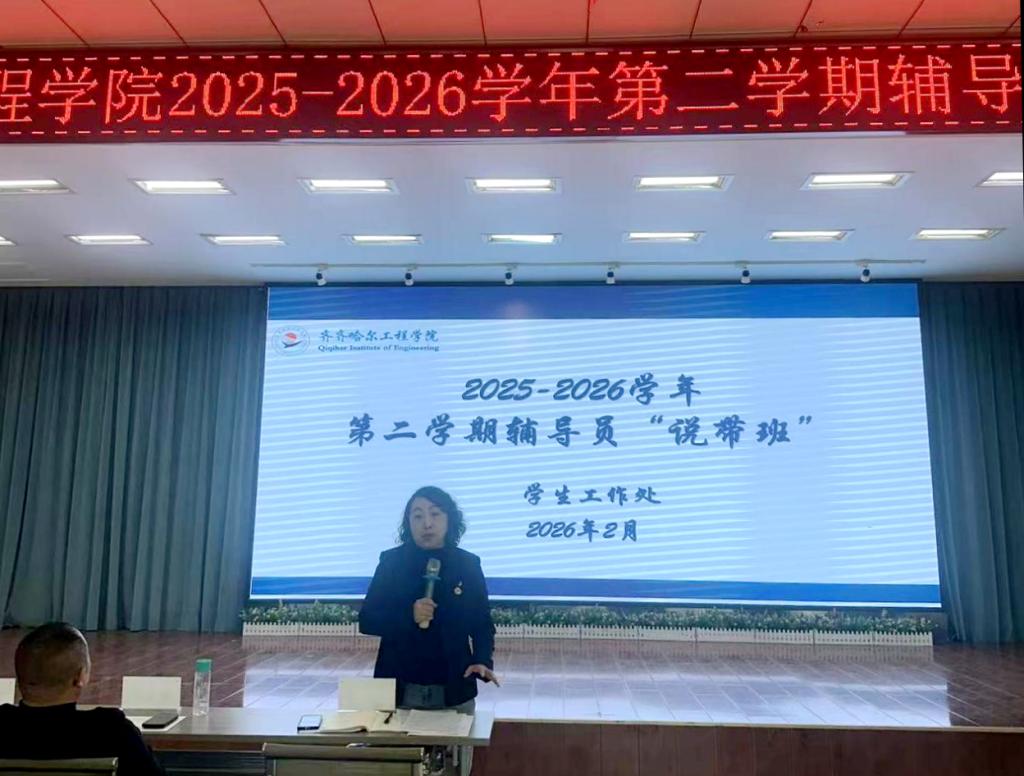 程学院2025-2026学年第二学期辅导
齐齐哈尔工程学院
Qiqihar Institute of Engineering
2025-2026学年
第二学期辅导员“说带班”
学生工作处
2026年2月